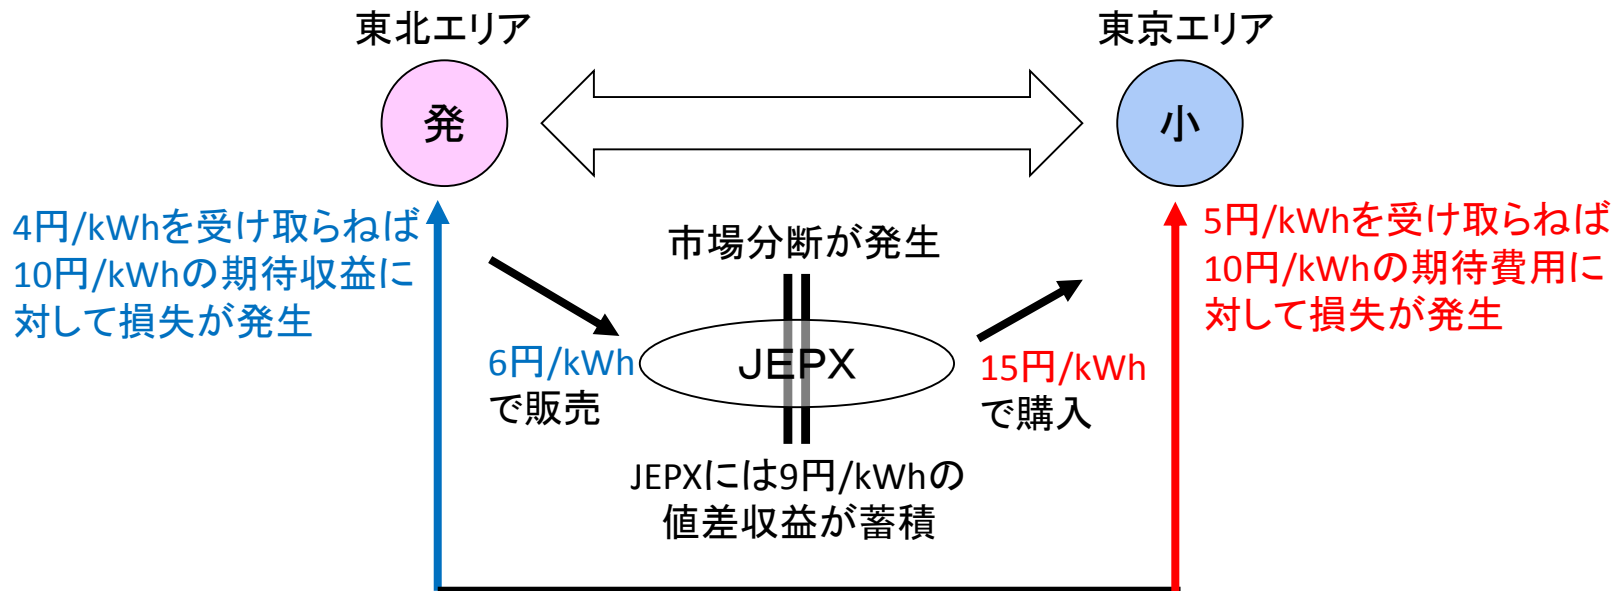 東北エリア
東京エリア
発
小
4円/kWhを受け取らねば
10円/kWhの期待収益に
対して損失が発生
市場分断が発生
5円/kWhを受け取らねば
10円/kWhの期待費用に
対して損失が発生
6円/kWh
で販売
JEPX
15円/kWh
で購入
JEPXには9円/kWhの
値差収益が蓄積